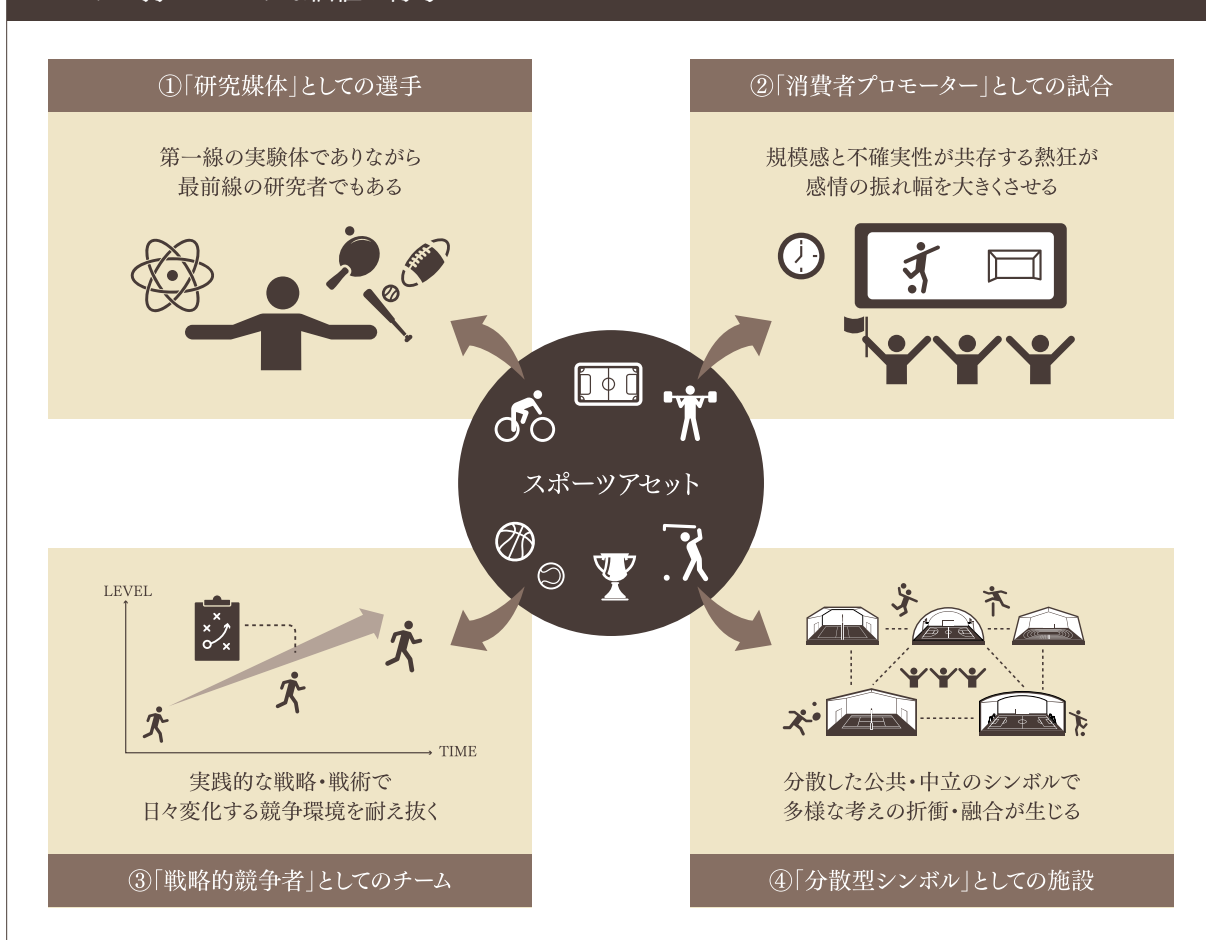 ①「研究媒体」としての選手
第一線の実験体でありながら
最前線の研究者でもある
②「消費者プロモーター」としての試合
規模感と不確実性が共存する熱狂が
感情の振れ幅を大きくさせる
スポーツアセット
LEVEL
TIME
実践的な戦略・戦術で
日々変化する競争環境を耐え抜く
③「戦略的競争者」としてのチーム
分散した公共・中立のシンボルで
多様な考えの折衝・融合が生じる
④「分散型シンボル」としての施設